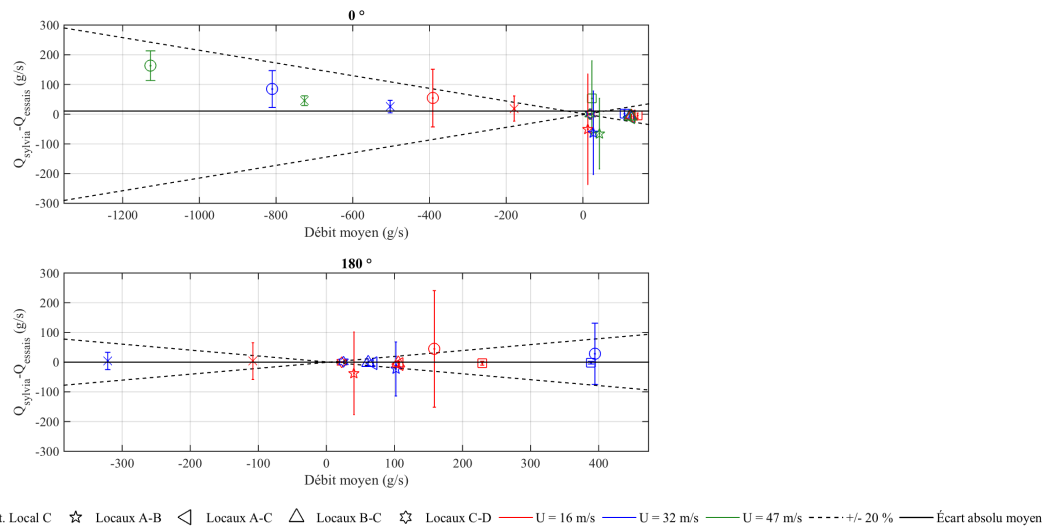 0 °
300
200
100
0
-100
-200
-300
Q_sylvia-Q_essais (g/s)
-1200 -1000 -800 -600 -400 -200 0
Débit moyen (g/s)
180 °
300
200
100
0
-100
-200
-300
Q_sylvia-Q_essais (g/s)
-300 -200 -100 0 100 200 300 400
Débit moyen (g/s)
t. Local C Locaux A-B Locaux A-C Locaux B-C Locaux C-D U = 16 m/s U = 32 m/s U = 47 m/s +/- 20 % Écart absolu moyen